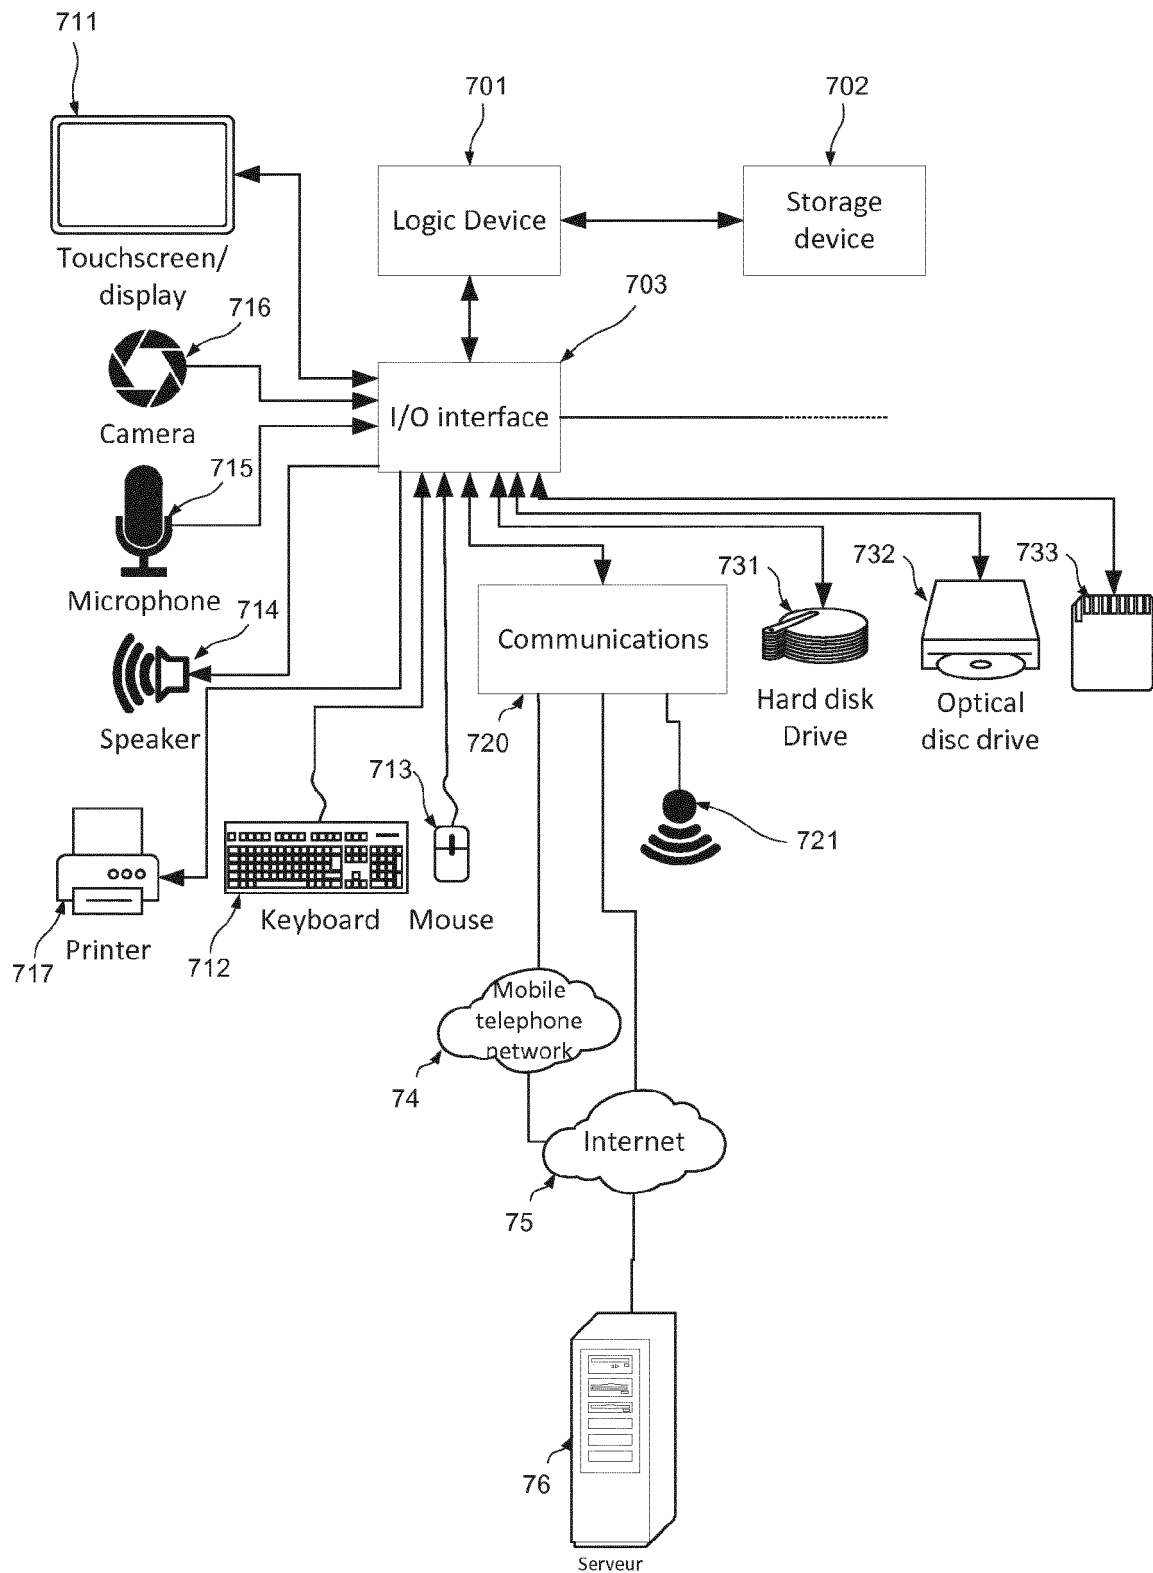 711
701
702
Logic Device
Storage
device
Touchscreen/
display
703
716
I/O interface
Camera
715
Microphone
714
731
732
733
Communications
Speaker
720
Hard disk
Drive
Optical
disc drive
713
721
Keyboard
Mouse
Printer
717
712
Mobile
telephone
network
74
Internet
75
76
Serveur